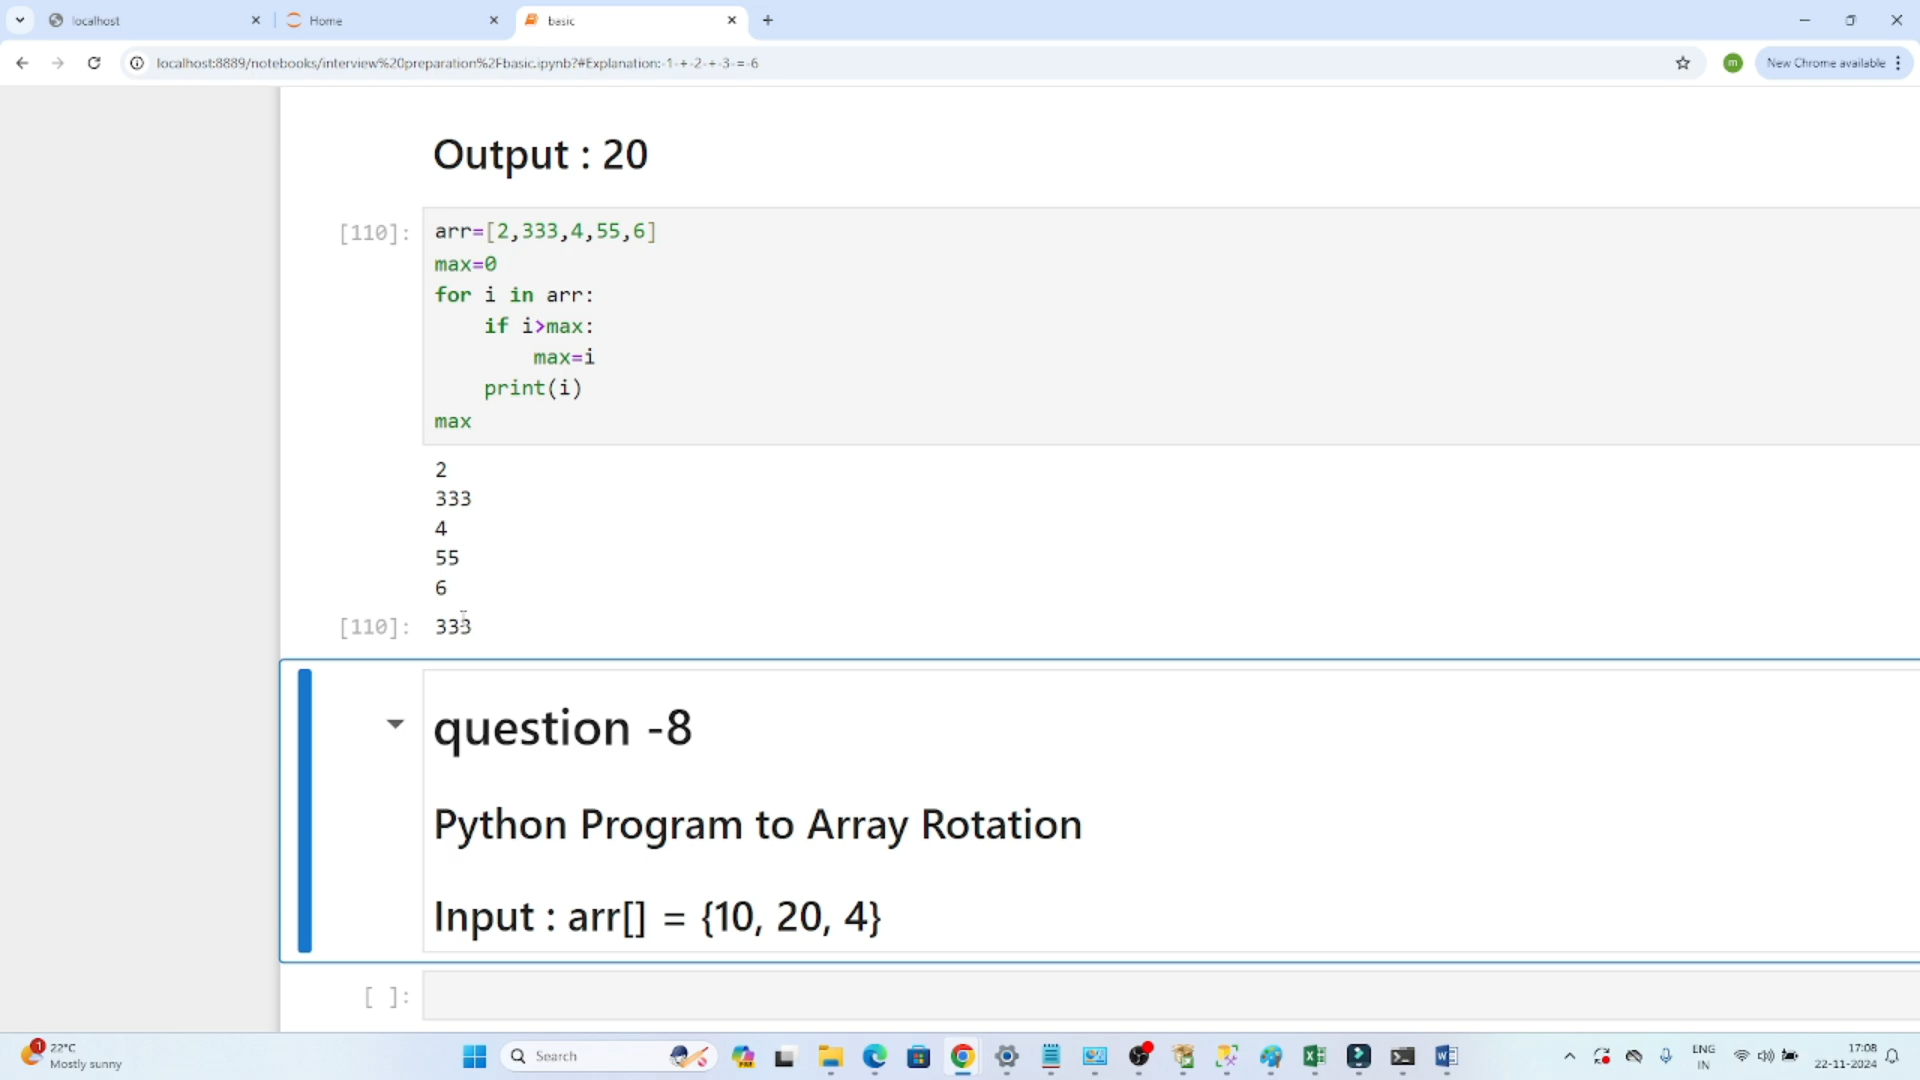 localhost
Home
basic
localhost:8889/notebooks/interview%20preparation%2Fbasic.ipynb?#Explanation:-1-+-2-+-3-=-6
m
New Chrome available
Output : 20
[110]:
arr=[2,333,4,55,6]
max=0
for i in arr:
    if i>max:
        max=i
    print(i)
max
2
333
4
55
6
[110]: 333
question -8
Python Program to Array Rotation
Input : arr[] = {10, 20, 4}
[ ]:
1
22°C
Mostly sunny
Search
ENG
IN
17:08
22-11-2024